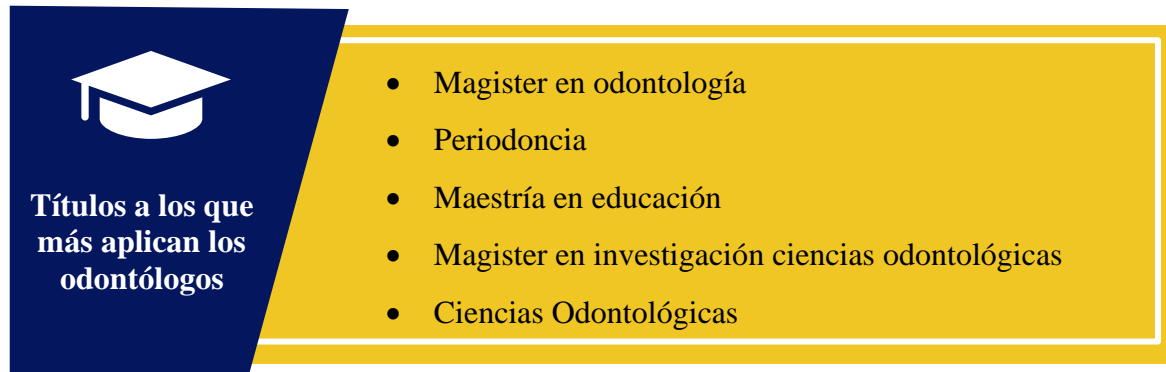 Títulos a los que
más aplican los
odontólogos
• Magister en odontología
• Periodoncia
• Maestría en educación
• Magister en investigación ciencias odontológicas
• Ciencias Odontológicas